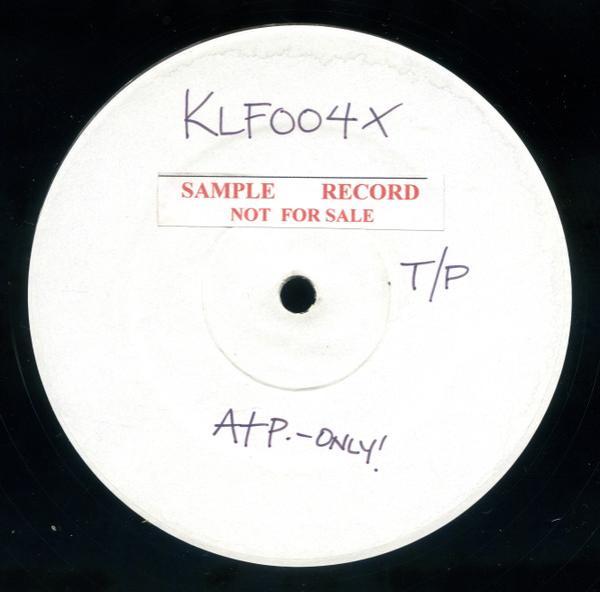 KLF004X
SAMPLE RECORD
NOT FOR SALE
T/P
A+P.-ONLY!